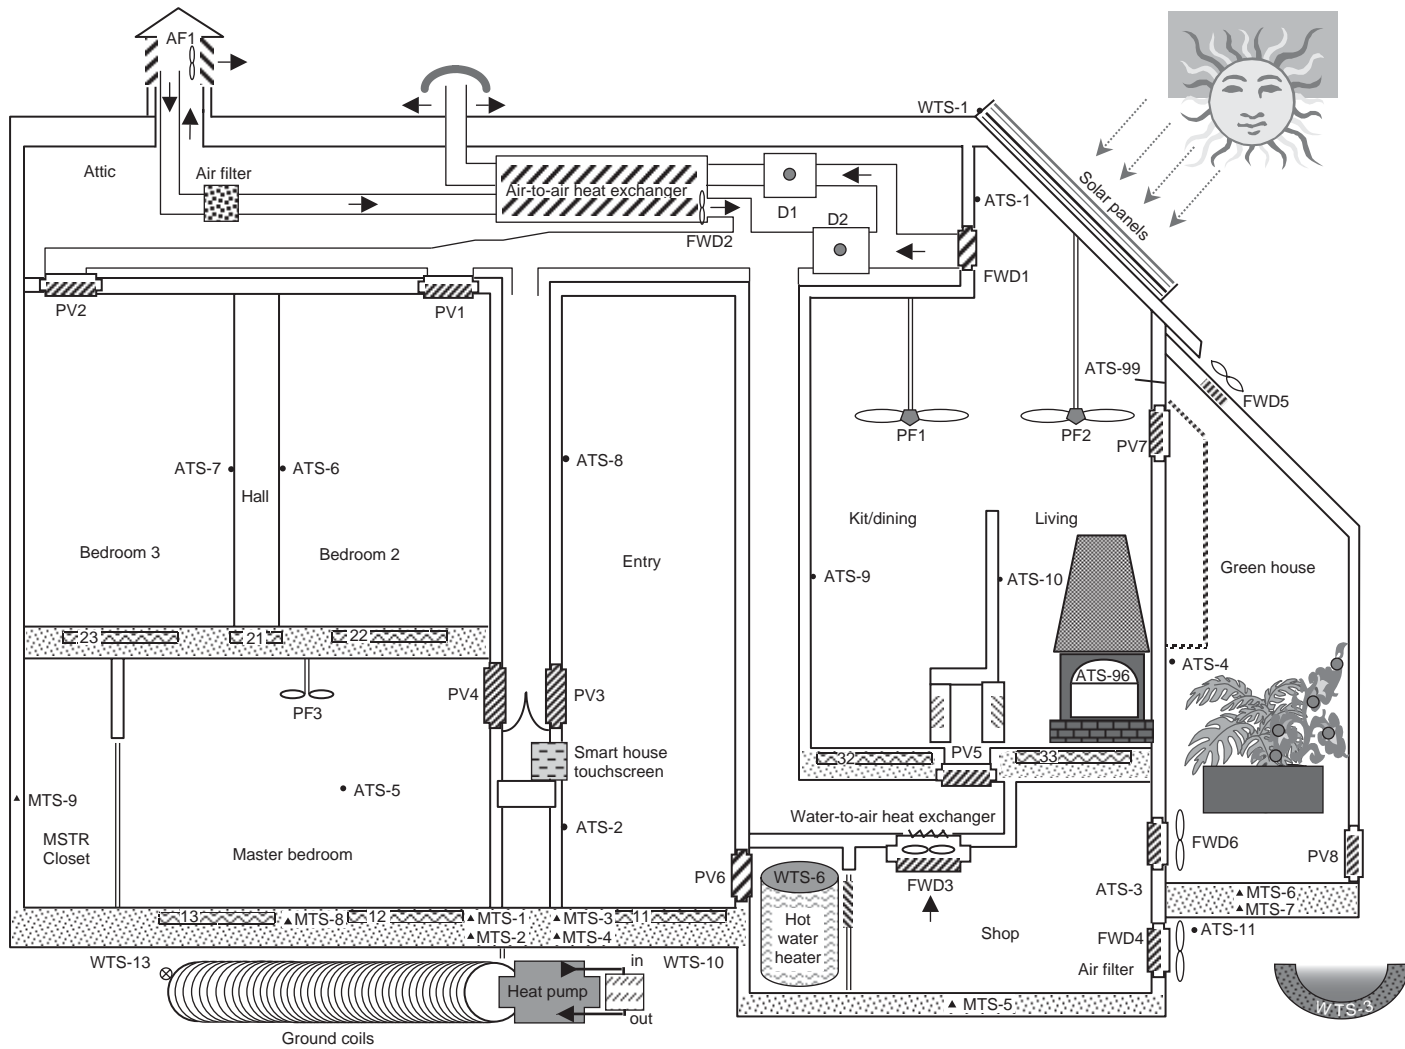 AF1
WTS-1
Attic
Air filter
Air-to-air heat exchanger
D1
D2
FWD2
ATS-1
FWD1
Solar panels
PV2
PV1
ATS-99
FWD5
PF1
PF2
PV7
ATS-7
ATS-6
Hall
ATS-8
Kit/dining
Living
Bedroom 3
Bedroom 2
Entry
ATS-9
ATS-10
Green house
23
21
22
ATS-4
ATS-96
PV4
PV3
PF3
Smart house
touchscreen
PV5
32
33
ATS-5
MTS-9
MSTR
Closet
Master bedroom
ATS-2
Water-to-air heat exchanger
FWD6
PV8
PV6
WTS-6
FWD3
ATS-3
MTS-6
MTS-7
13
MTS-8
12
MTS-1
MTS-3
11
MTS-2
MTS-4
Hot
water
heater
Shop
FWD4
ATS-11
Air filter
WTS-13
in
WTS-10
Heat pump
out
MTS-5
WTS-3
Ground coils